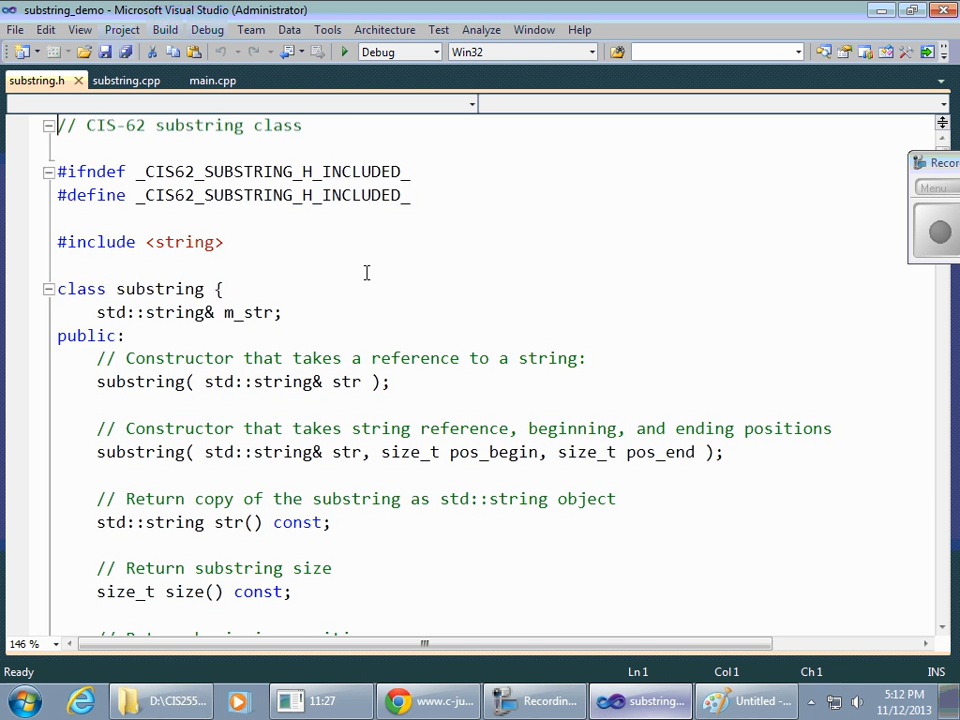 substring_demo - Microsoft Visual Studio (Administrator)
File Edit View Project Build Debug Team Data Tools Architecture Test Analyze Window Help
Debug Win32
substring.h substring.cpp main.cpp
// CIS-62 substring class
#ifndef _CIS62_SUBSTRING_H_INCLUDED_
#define _CIS62_SUBSTRING_H_INCLUDED_
#include <string>
class substring {
std::string& m_str;
public:
// Constructor that takes a reference to a string:
substring( std::string& str );
// Constructor that takes string reference, beginning, and ending positions
substring( std::string& str, size_t pos_begin, size_t pos_end );
// Return copy of the substring as std::string object
std::string str() const;
// Return substring size
size_t size() const;
Recor
Menu
146 %
Ready Ln 1 Col 1 Ch 1 INS
D:\CIS255... 11:27 www.c-ju... Recordin... substring... Untitled -...
5:12 PM
11/12/2013